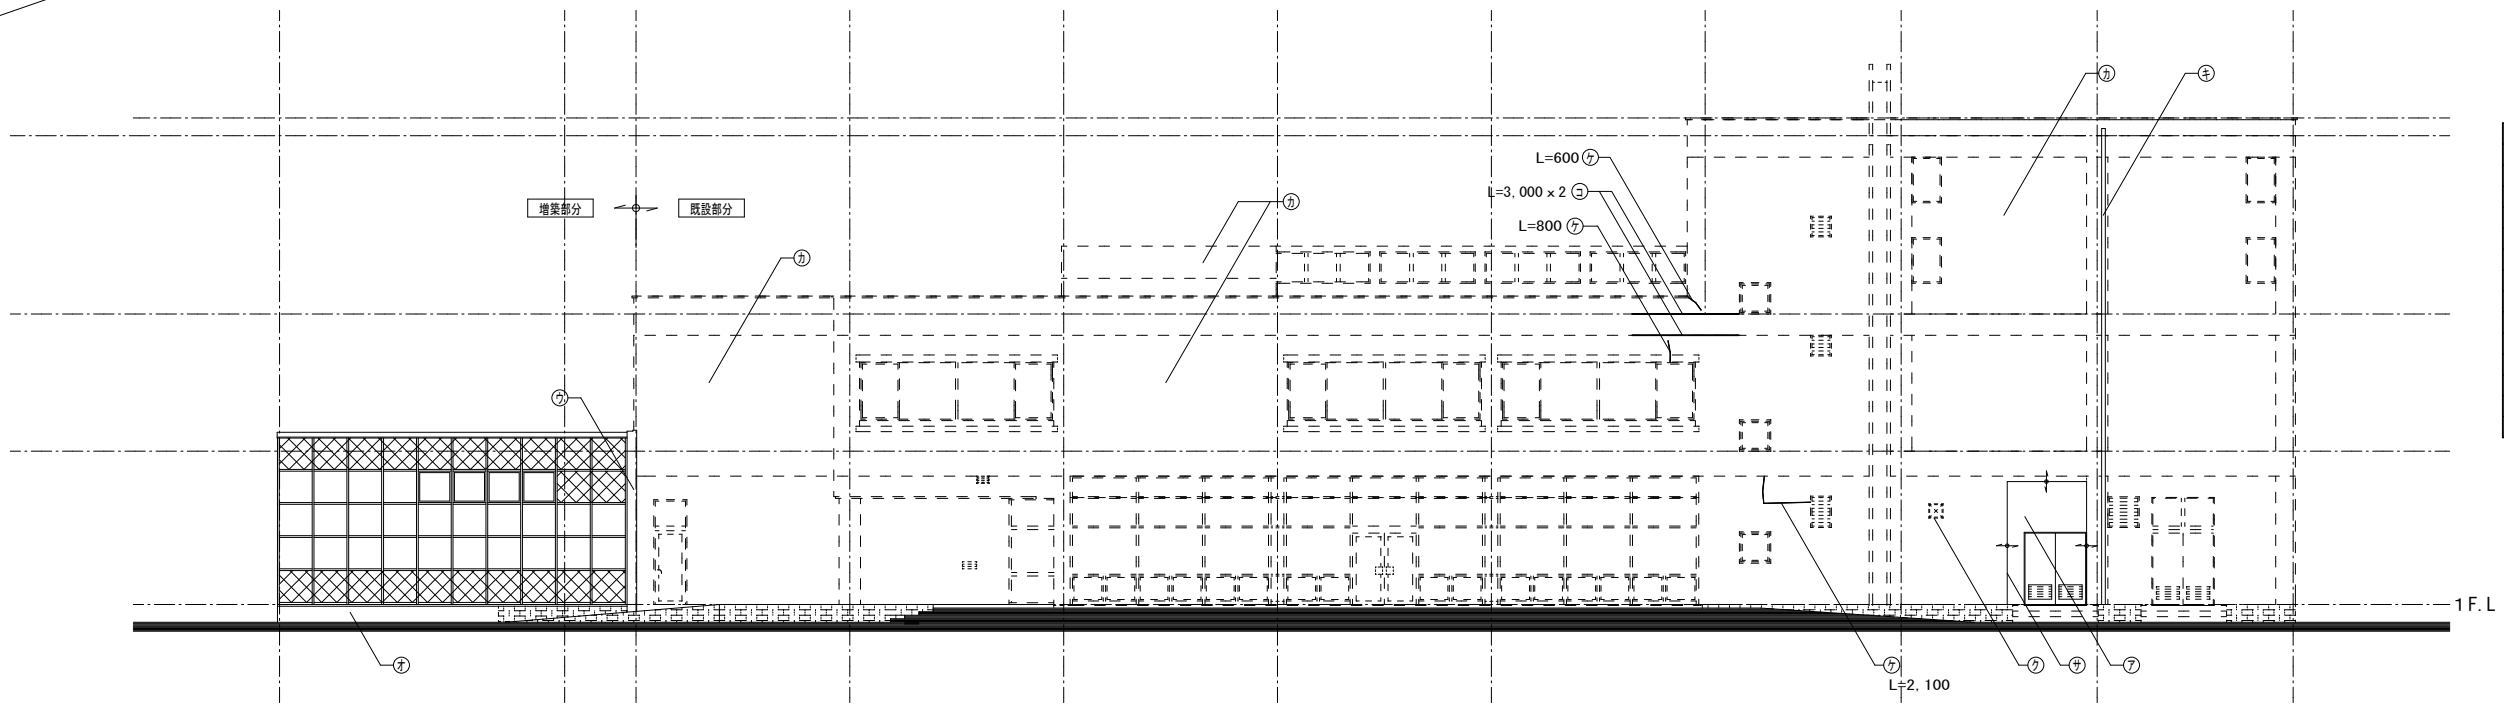 ㋕
㋖
L=600 ㋘
L=3,000×2 ㋙
増築部分
既設部分
㋕
L=800 ㋘
㋕
㋒
1F.L
㋔
㋘
㋗
㋚
㋐
L=2,100